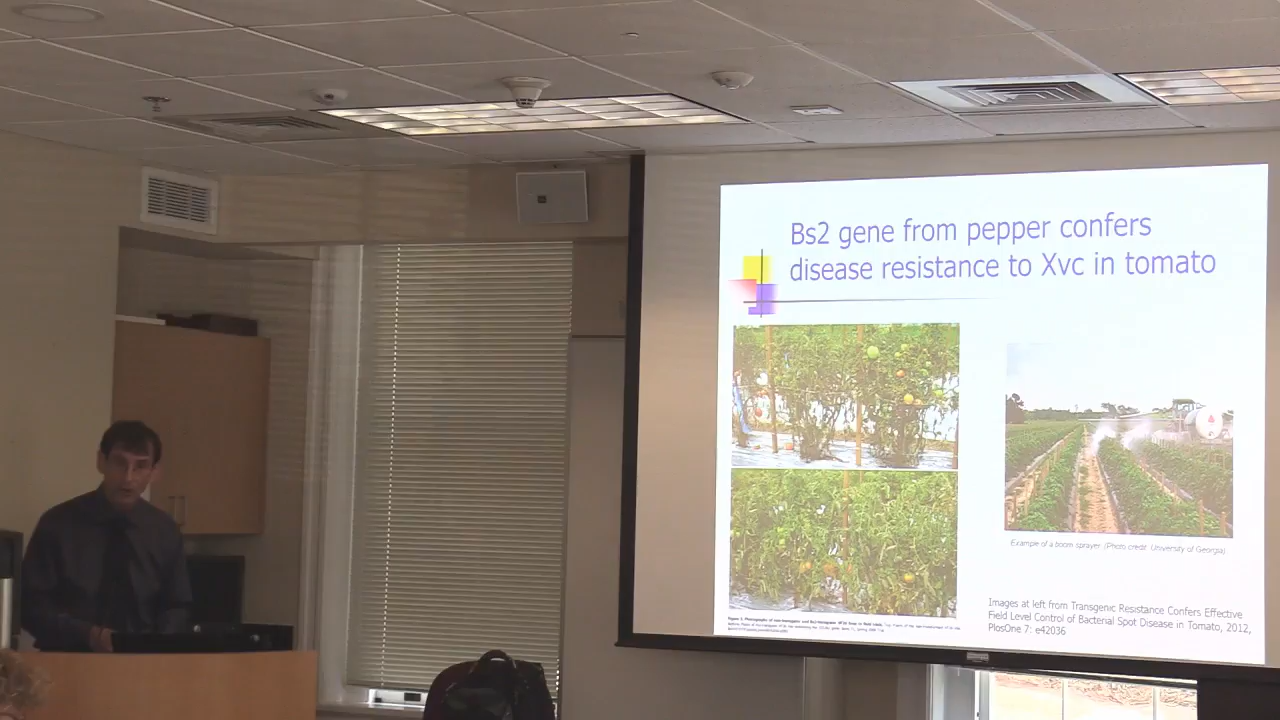 Bs2 gene from pepper confers
disease resistance to Xvc in tomato
Example of a boom sprayer. (Photo credit: University of Georgia)
Images at left from Transgenic Resistance Confers Effective
Field Level Control of Bacterial Spot Disease in Tomato, 2012,
PlosOne 7: e42036